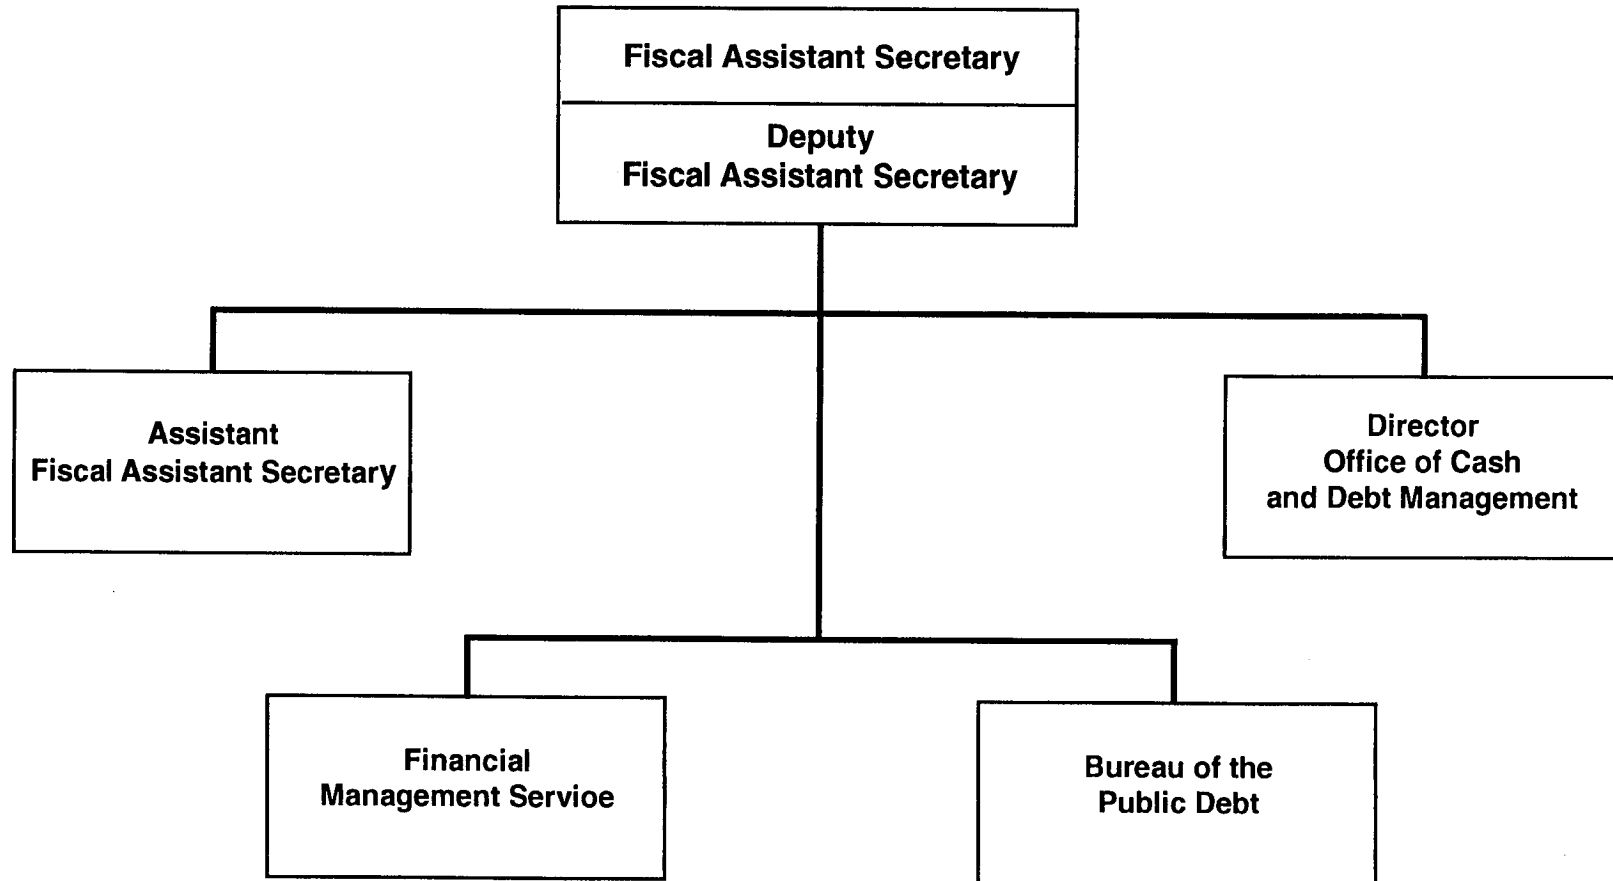 Fiscal Assistant Secretary
Deputy
Fiscal Assistant Secretary
Assistant
Fiscal Assistant Secretary
Director
Office of Cash
and Debt Management
Financial
Management Servioe
Bureau of the
Public Debt